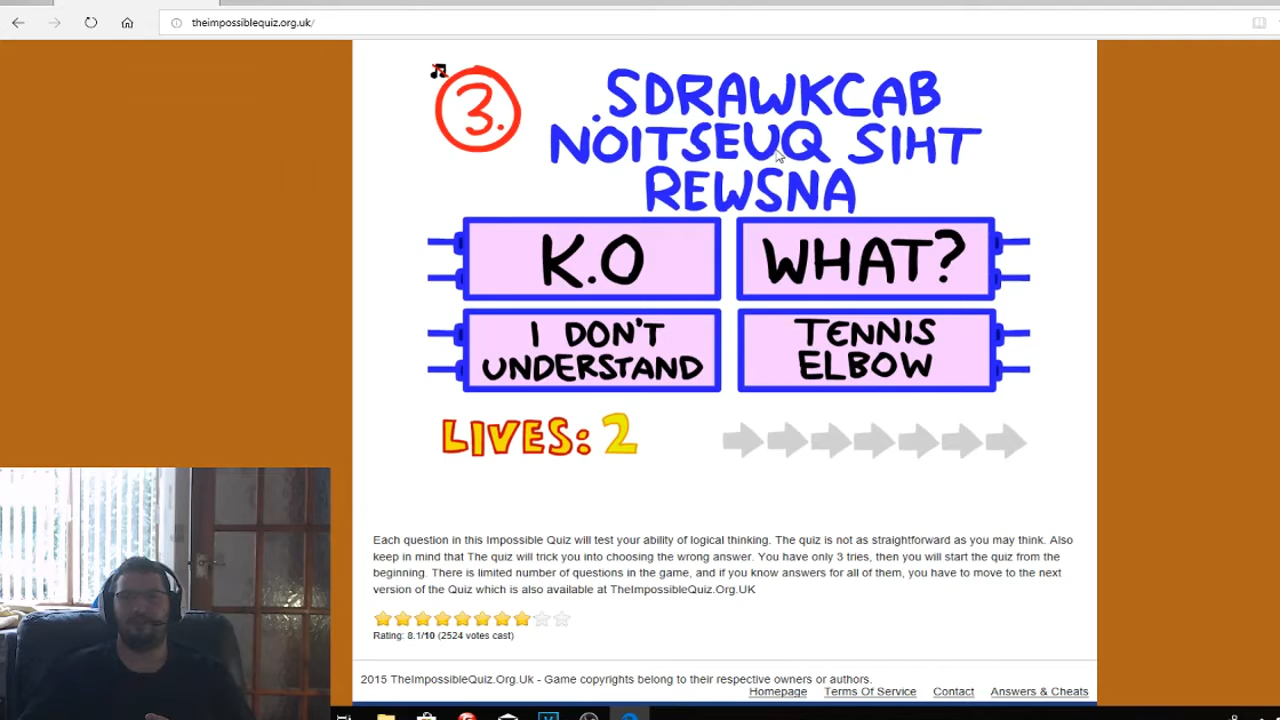 theimpossiblequiz.org.uk/
3.
.SDRAWKCAB
NOITSEUQ SIHT
REWSNA
K.O
WHAT?
I DON'T
UNDERSTAND
TENNIS
ELBOW
LIVES: 2
Each question in this Impossible Quiz will test your ability of logical thinking. The quiz is not as straightforward as you may think. Also
keep in mind that The quiz will trick you into choosing the wrong answer. You have only 3 tries, then you will start the quiz from the
beginning. There is limited number of questions in the game, and if you know answers for all of them, you have to move to the next
version of the Quiz which is also available at TheImpossibleQuiz.Org.UK
Rating: 8.1/10 (2524 votes cast)
2015 TheImpossibleQuiz.Org.Uk - Game copyrights belong to their respective owners or authors.
Homepage Terms Of Service Contact Answers & Cheats